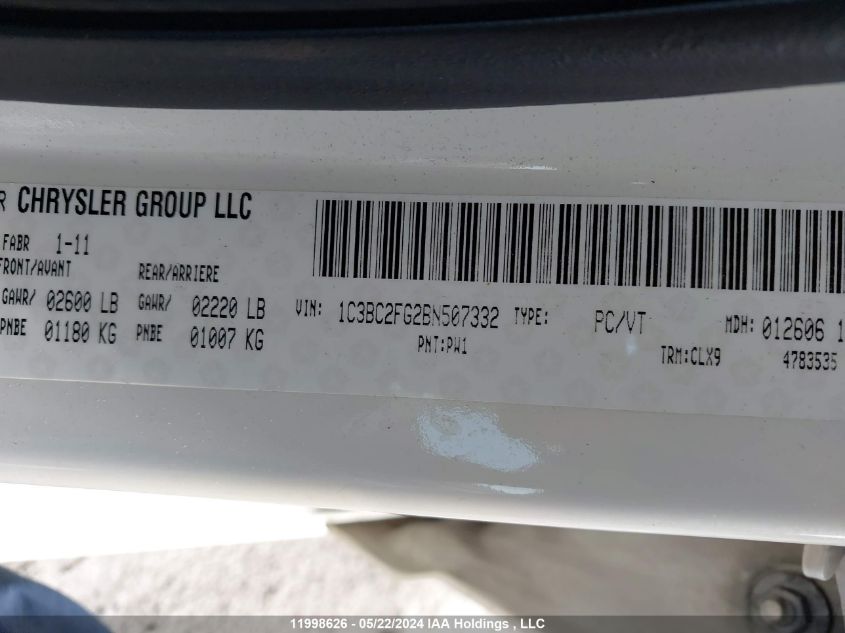 CHRYSLER GROUP LLC
FABR 1-11
FRONT/AVANT REAR/ARRIERE
GAWR/ 02600 LB GAWR/ 02220 LB
PNBE 01180 KG PNBE 01007 KG
VIN: 1C3BC2FG2BN507332 TYPE: PC/VT MDH: 012606 1
PNT:PW1 TRM:CLX9 4783535
11998626 - 05/22/2024 IAA Holdings , LLC